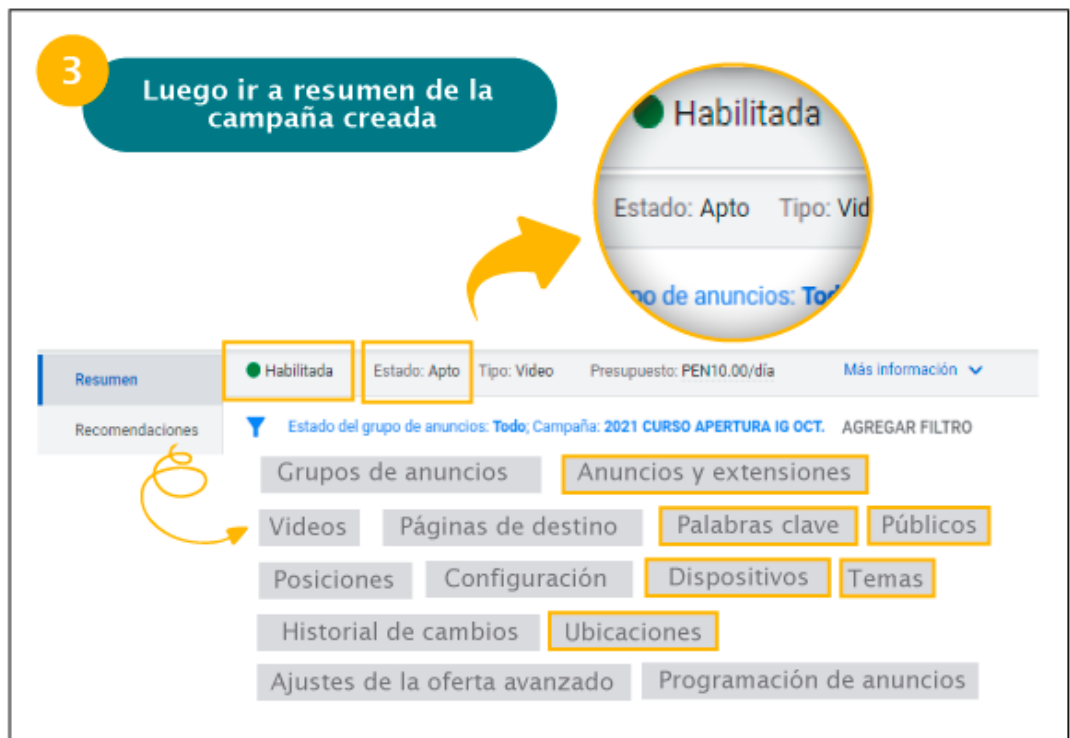 3
Luego ir a resumen de la
campaña creada
Habilitada
Estado: Apto Tipo: Vid
po de anuncios: Tod
Resumen
Habilitada Estado: Apto Tipo: Video Presupuesto: PEN10.00/día Más información
Recomendaciones
Estado del grupo de anuncios: Todo; Campaña: 2021 CURSO APERTURA IG OCT. AGREGAR FILTRO
Grupos de anuncios Anuncios y extensiones
Videos Páginas de destino Palabras clave Públicos
Posiciones Configuración Dispositivos Temas
Historial de cambios Ubicaciones
Ajustes de la oferta avanzado Programación de anuncios